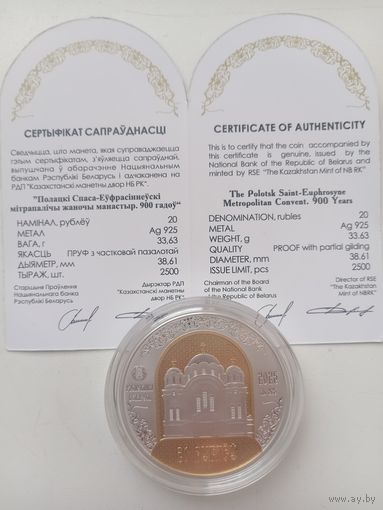 СЕРТЫФІКАТ САПРАЎДНАСЦІ
Сведчыцца, што манета, якая суправаджаецца
гэтым сертыфікатам, з'яўляецца сапраўднай,
выпушчана ў абарачэнне Нацыянальным
банкам Рэспублікі Беларусь і адчаканена на
РДП "Казахстанскі манетны двор НБ РК".
"Полацкі Спаса-Еўфрасіннеўскі
мітрапалічы жаночы манастыр. 900 гадоў"
НАМІНАЛ, рублёў 20
МЕТАЛ Ag 925
ВАГА, г 33,63
ЯКАСЦЬ ПРУФ З частковай пазалотай
ДЫЯМЕТР, мм 38,61
ТЫРАЖ, шт. 2500
Старшыня Праўлення
Нацыянальнага банка
Рэспублікі Беларусь
Дырэктар РДП
"Казахстанскі манетны
двор НБ РК"
CERTIFICATE OF AUTHENTICITY
This is to certify that the coin accompanied by
this certificate is genuine, issued by the
National Bank of the Republic of Belarus and
minted by RSE "The Kazakhstan Mint of NB RK"
The Polotsk Saint-Euphrosyne
Metropolitan Convent. 900 Years
DENOMINATION, rubles 20
METAL Ag 925
WEIGHT, g 33.63
QUALITY PROOF with partial gilding
DIAMETER, mm 38.61
ISSUE LIMIT, pcs 2500
Chairman of the Board
of the National Bank
of the Republic of Belarus
Director of RSE
"The Kazakhstan
Mint of NBRK"
www.ay.by